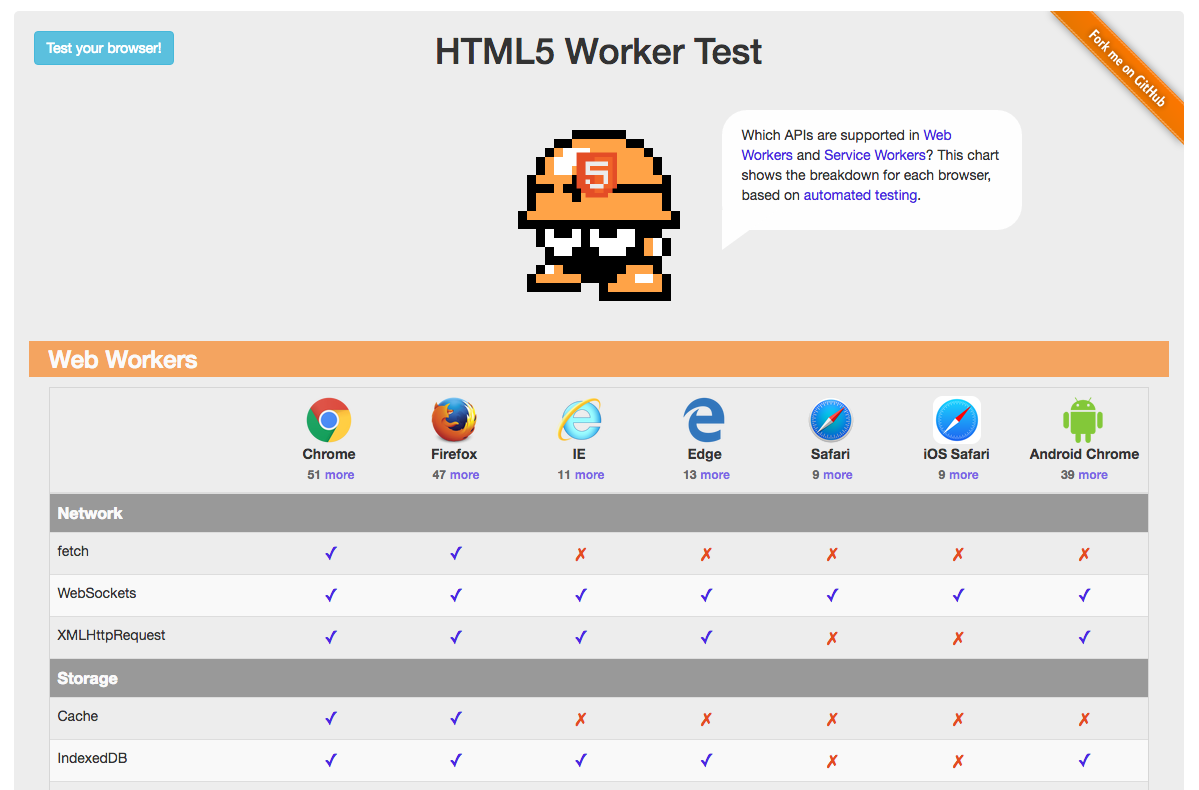 Test your browser!
HTML5 Worker Test
Fork me on GitHub
5
Which APIs are supported in Web
Workers and Service Workers? This chart
shows the breakdown for each browser,
based on automated testing.
Web Workers
Chrome Firefox IE Edge Safari iOS Safari Android Chrome
51 more 47 more 11 more 13 more 9 more 9 more 39 more
Network
fetch ✓ ✓ ✗ ✗ ✗ ✗ ✗
WebSockets ✓ ✓ ✓ ✓ ✓ ✓ ✓
XMLHttpRequest ✓ ✓ ✓ ✓ ✗ ✗ ✓
Storage
Cache ✓ ✓ ✗ ✗ ✗ ✗ ✗
IndexedDB ✓ ✓ ✓ ✓ ✗ ✗ ✓